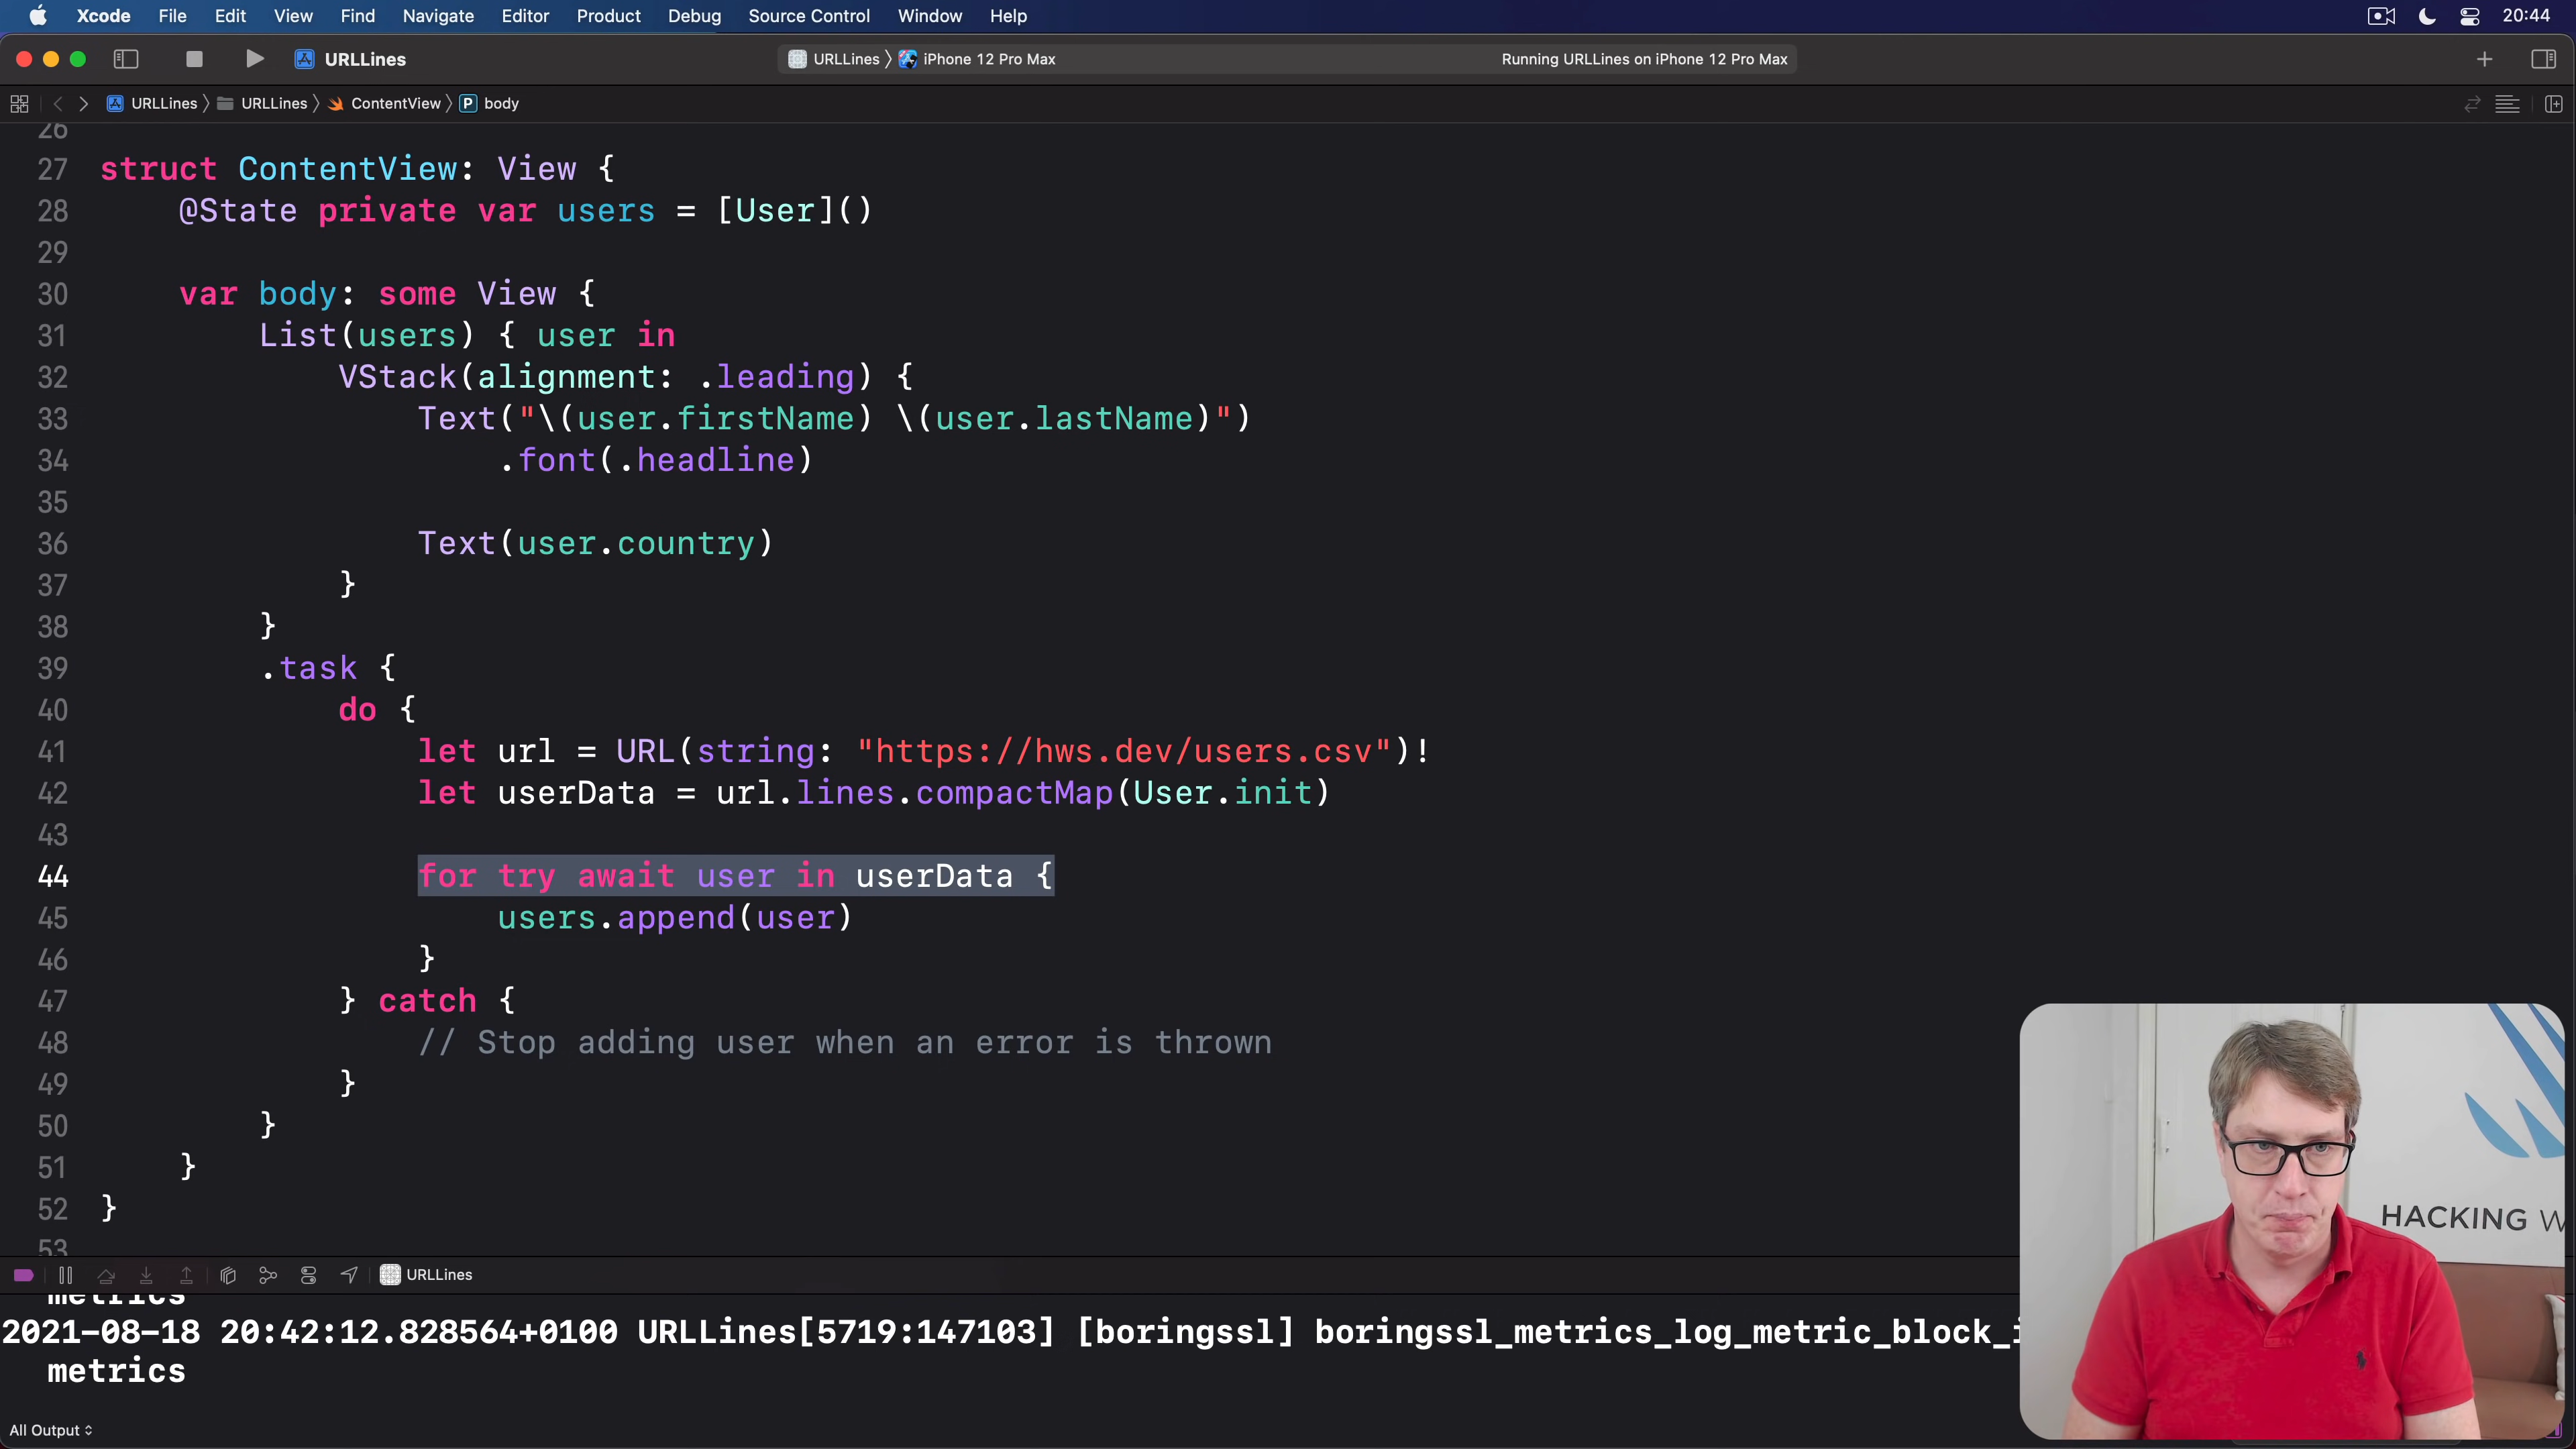 Xcode File Edit View Find Navigate Editor Product Debug Source Control Window Help 20:44
URLLines URLLines 〉 iPhone 12 Pro Max Running URLLines on iPhone 12 Pro Max
URLLines 〉 URLLines 〉 ContentView 〉 P body
26
27 struct ContentView: View {
28 @State private var users = [User]()
29
30 var body: some View {
31 List(users) { user in
32 VStack(alignment: .leading) {
33 Text("\(user.firstName) \(user.lastName)")
34 .font(.headline)
35
36 Text(user.country)
37 }
38 }
39 .task {
40 do {
41 let url = URL(string: "https://hws.dev/users.csv")!
42 let userData = url.lines.compactMap(User.init)
43
44 for try await user in userData {
45 users.append(user)
46 }
47 } catch {
48 // Stop adding user when an error is thrown
49 }
50 }
51 }
52 }
53
HACKING W
URLLines
metrics
2021-08-18 20:42:12.828564+0100 URLLines[5719:147103] [boringssl] boringssl_metrics_log_metric_block_i
metrics
All Output